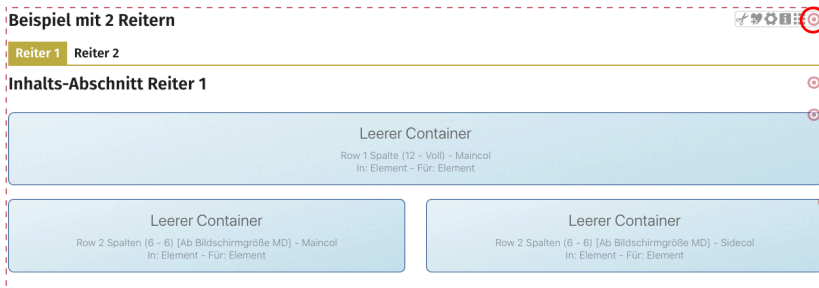 Beispiel mit 2 Reitern
Reiter 1 Reiter 2
Inhalts-Abschnitt Reiter 1
Leerer Container
Row 1 Spalte (12 - Voll) - Maincol
In: Element - Für: Element
Leerer Container
Row 2 Spalten (6 - 6) [Ab Bildschirmgröße MD] - Maincol
In: Element - Für: Element
Leerer Container
Row 2 Spalten (6 - 6) [Ab Bildschirmgröße MD] - Sidecol
In: Element - Für: Element